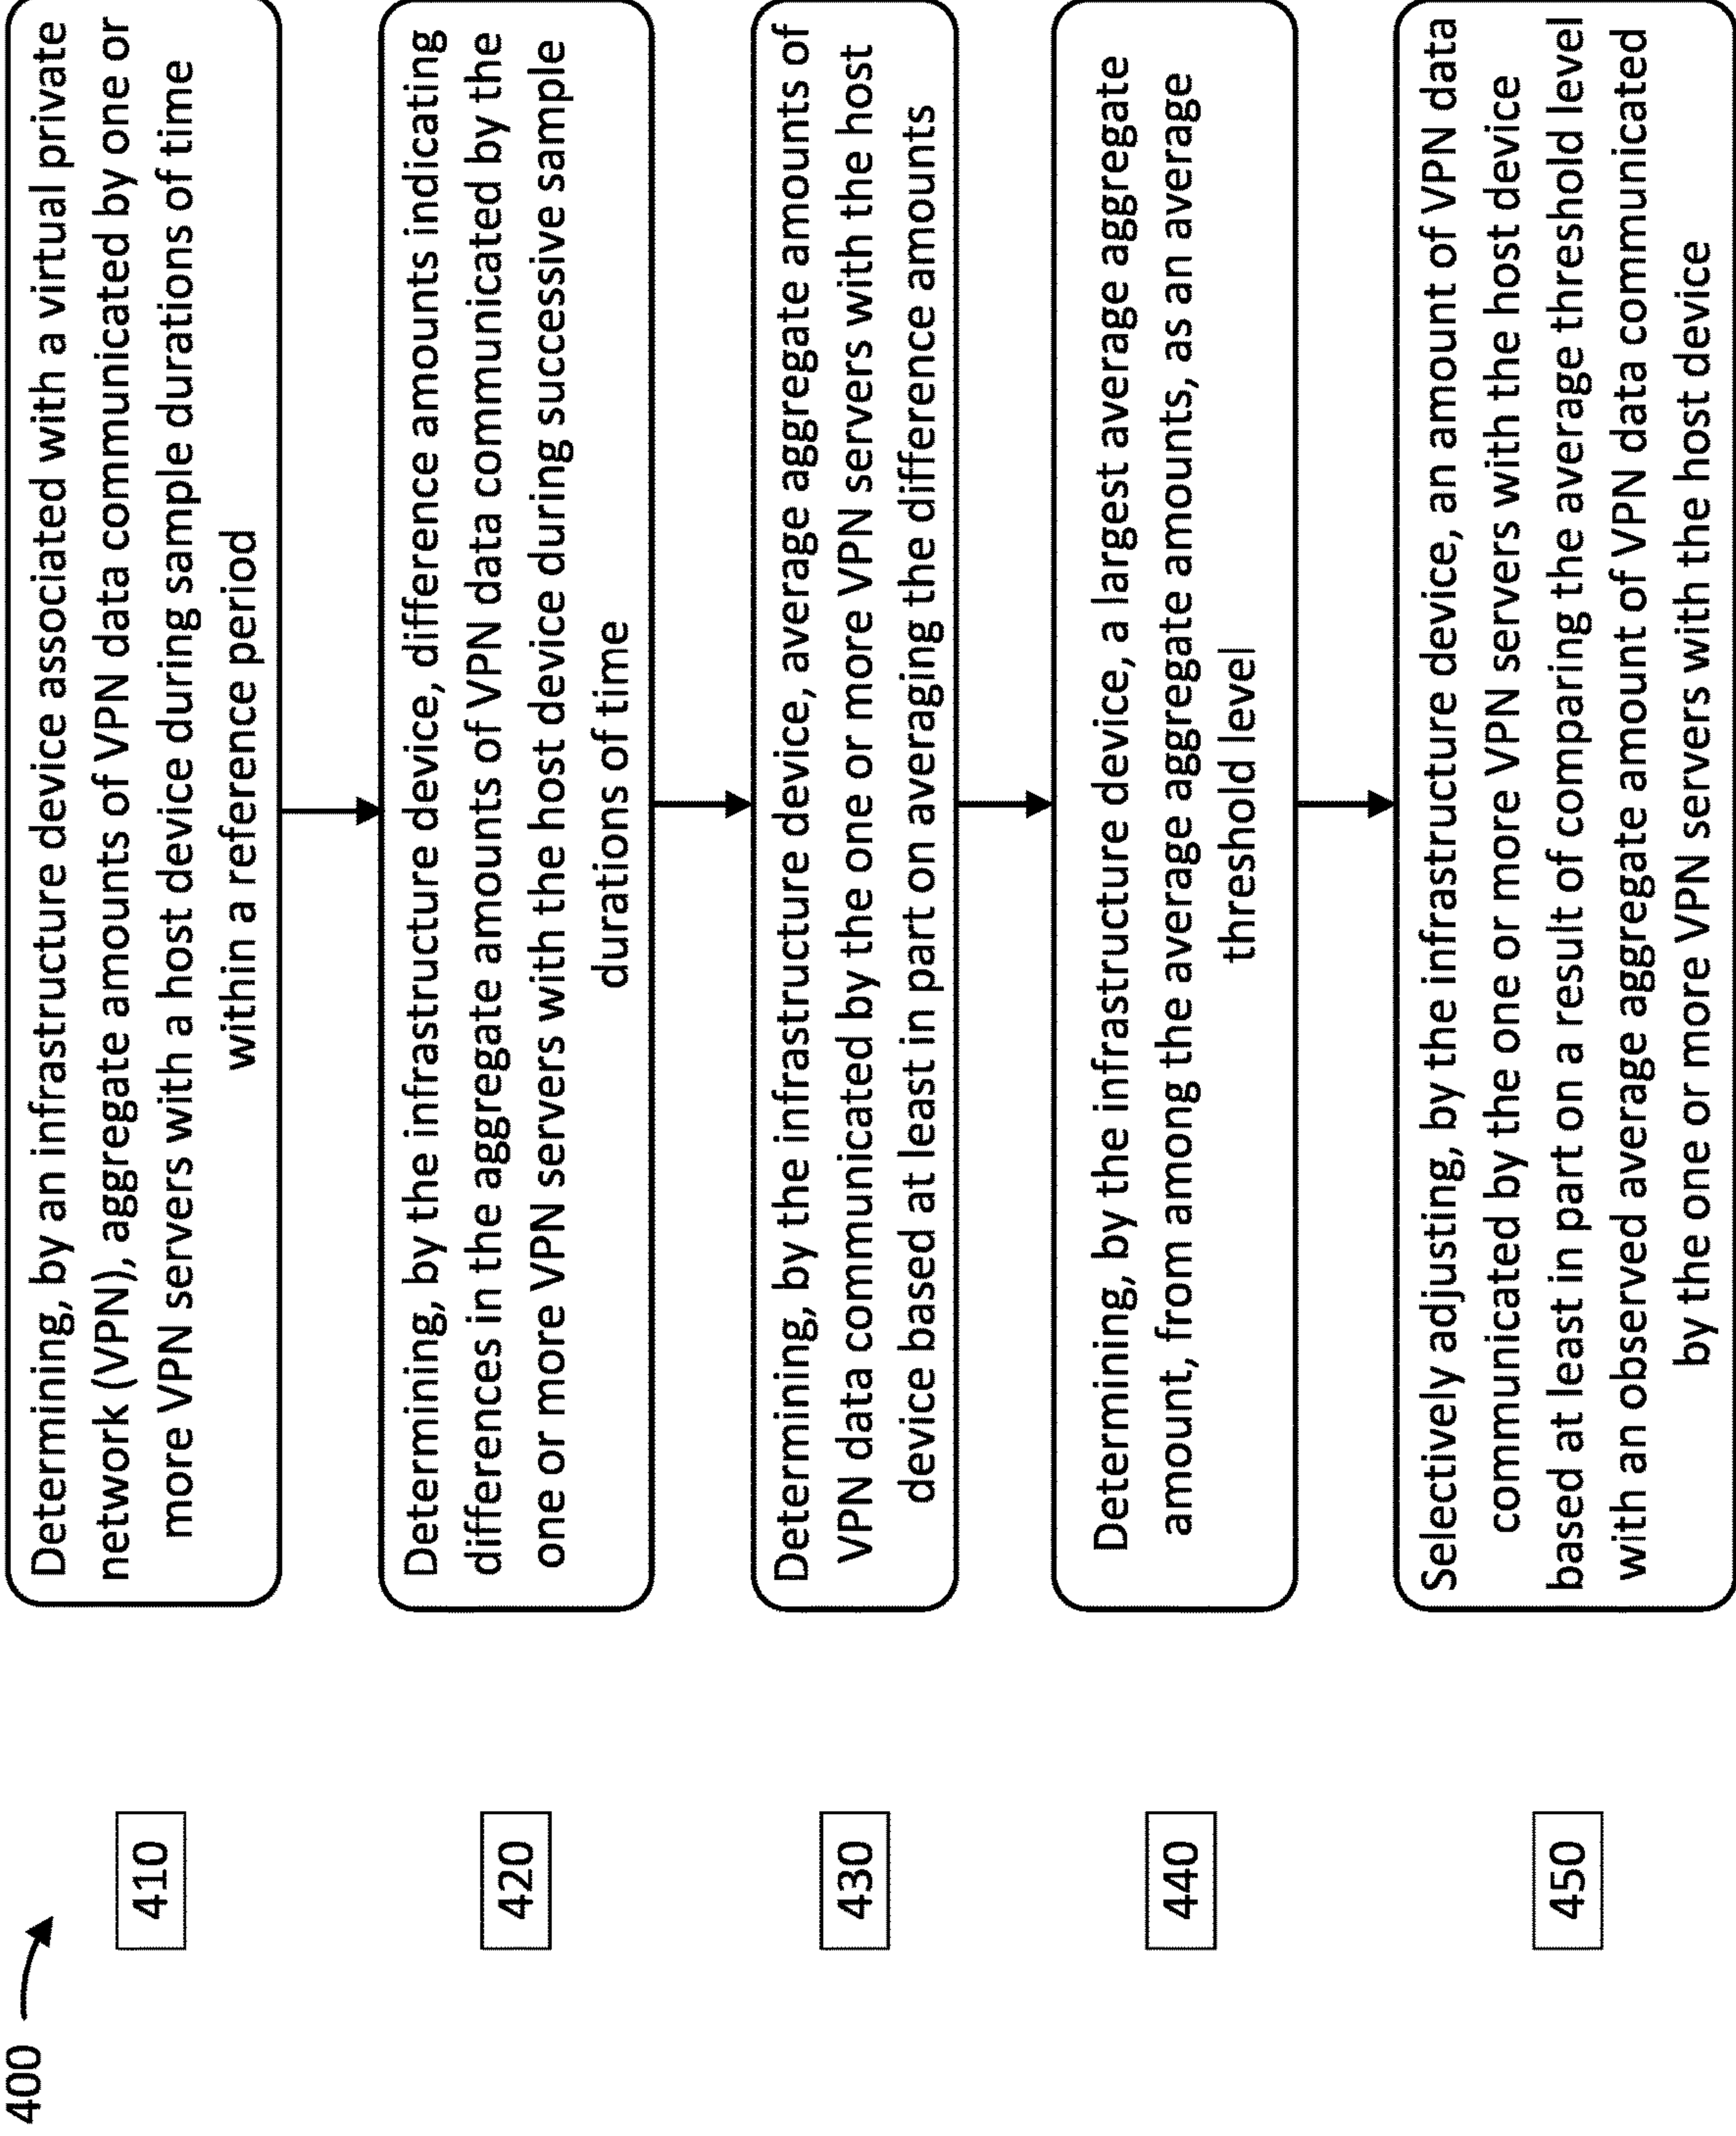 400
410
Determining, by an infrastructure device associated with a virtual private
network (VPN), aggregate amounts of VPN data communicated by one or
more VPN servers with a host device during sample durations of time
within a reference period
420
Determining, by the infrastructure device, difference amounts indicating
differences in the aggregate amounts of VPN data communicated by the
one or more VPN servers with the host device during successive sample
durations of time
430
Determining, by the infrastructure device, average aggregate amounts of
VPN data communicated by the one or more VPN servers with the host
device based at least in part on averaging the difference amounts
440
Determining, by the infrastructure device, a largest average aggregate
amount, from among the average aggregate amounts, as an average
threshold level
450
Selectively adjusting, by the infrastructure device, an amount of VPN data
communicated by the one or more VPN servers with the host device
based at least in part on a result of comparing the average threshold level
with an observed average aggregate amount of VPN data communicated
by the one or more VPN servers with the host device